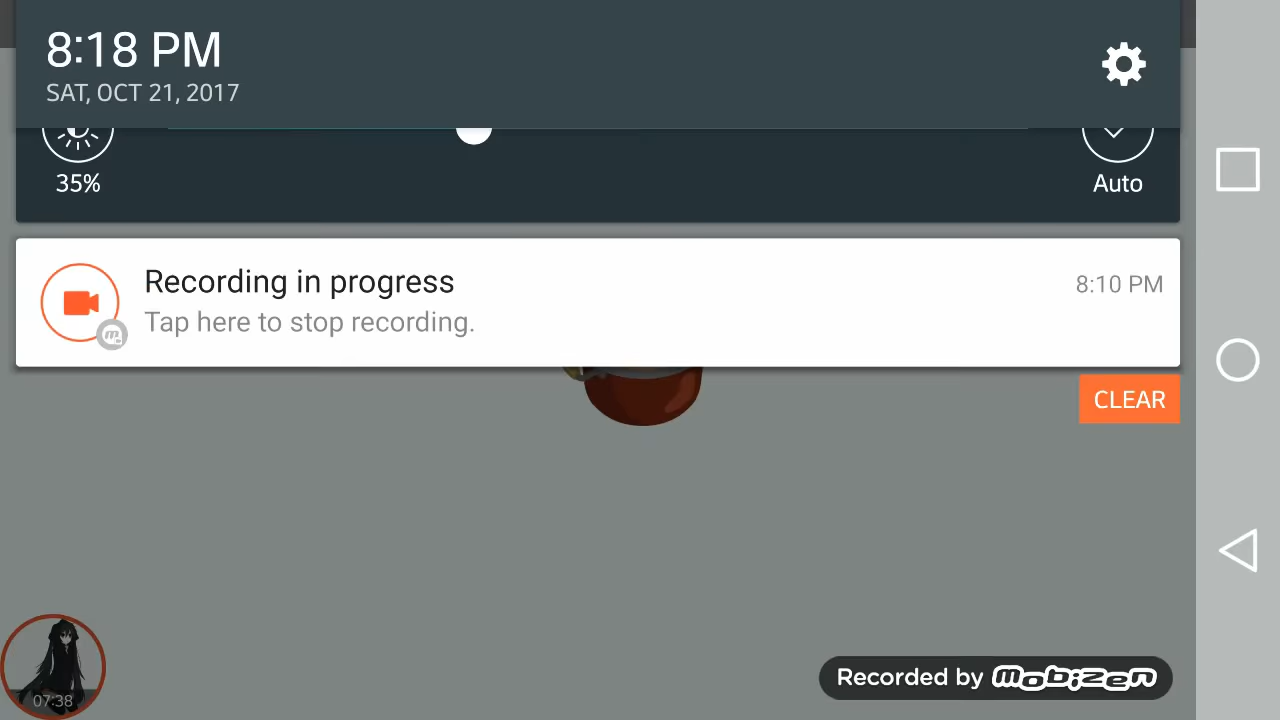 8:18 PM
SAT, OCT 21, 2017
35%
Auto
Recording in progress
8:10 PM
Tap here to stop recording.
CLEAR
07:38
Recorded by mobizen